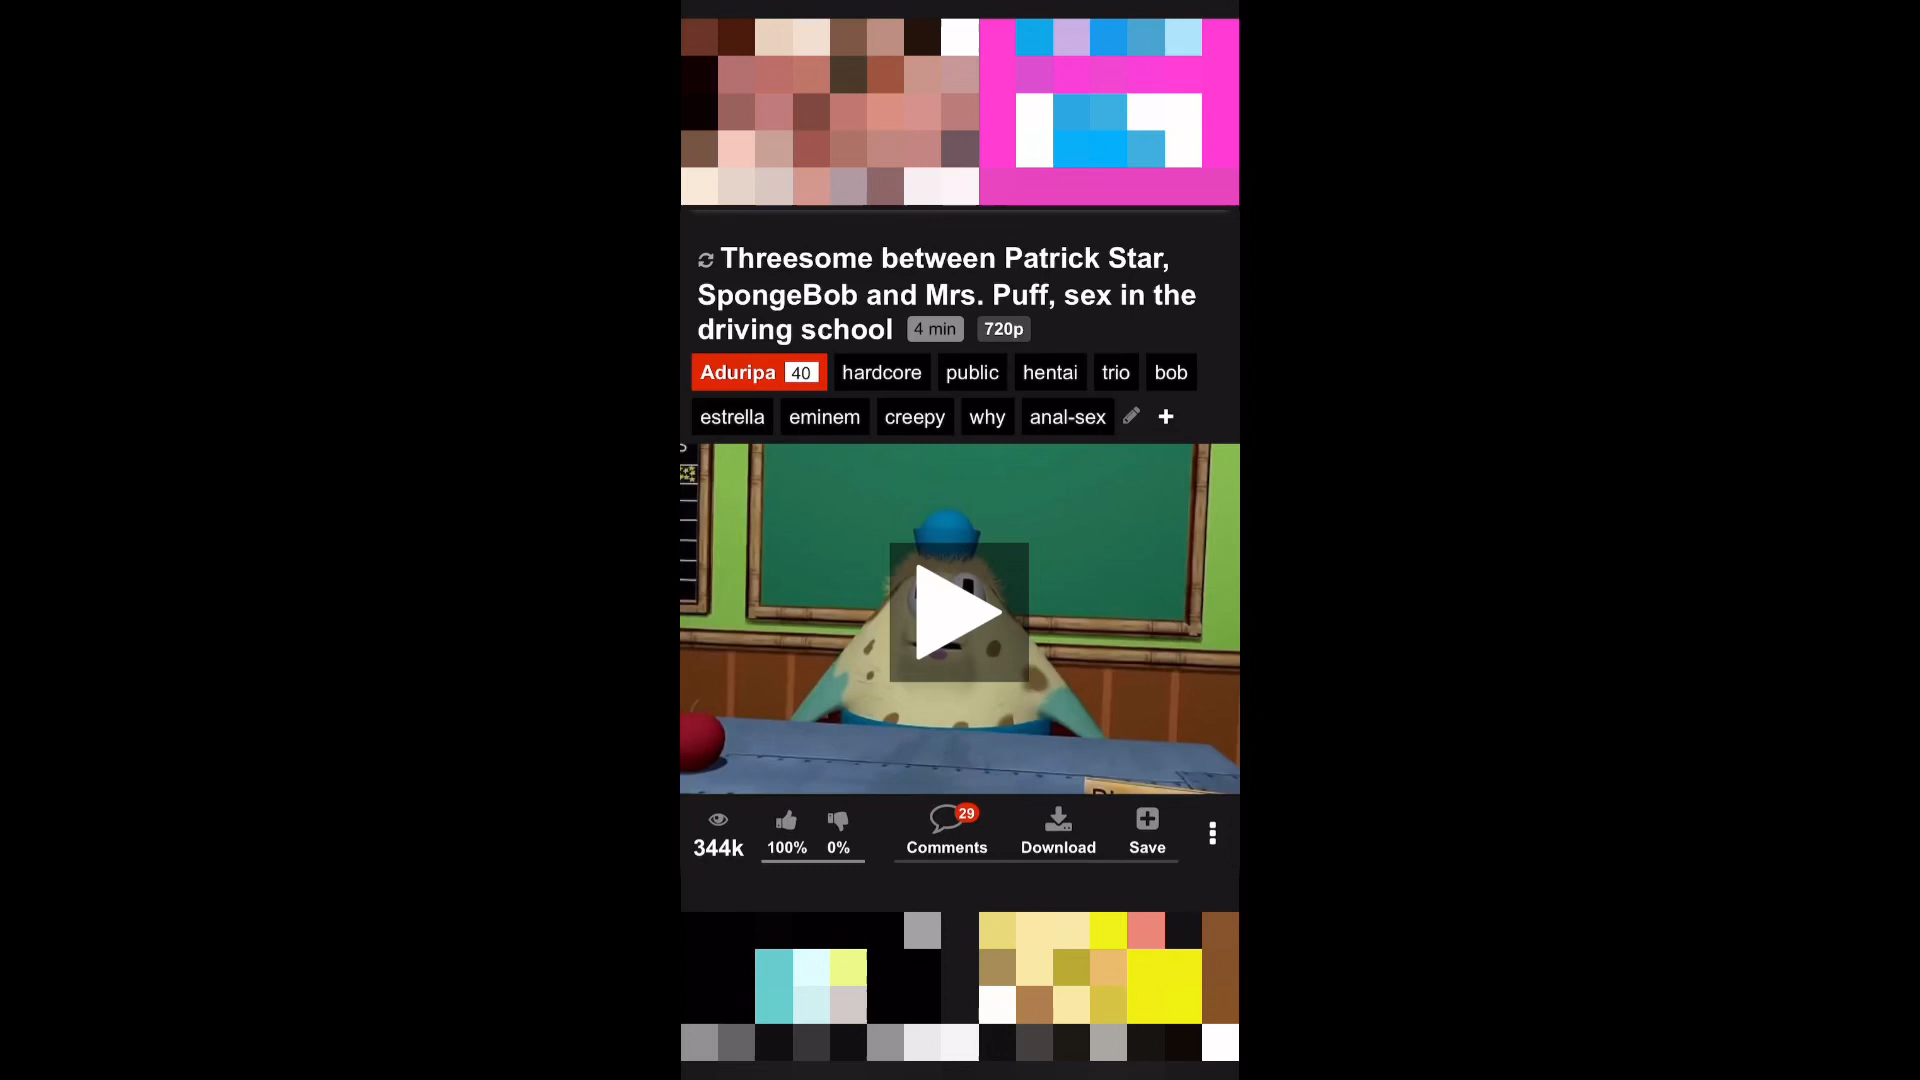 Threesome between Patrick Star,
SpongeBob and Mrs. Puff, sex in the
driving school 4 min 720p
Aduripa 40 hardcore public hentai trio bob
estrella eminem creepy why anal-sex +
344k 100% 0% 29 Comments Download Save